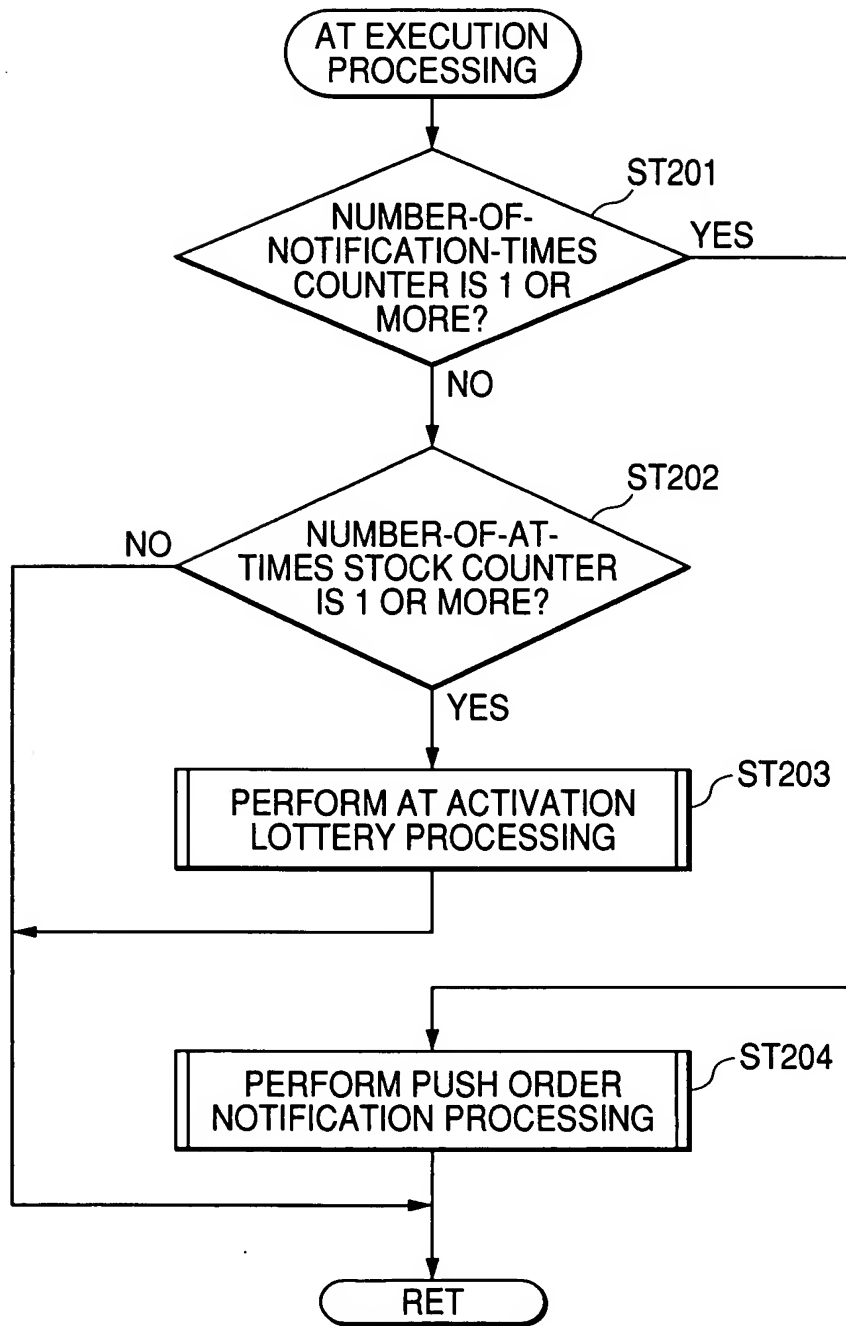 AT EXECUTION
PROCESSING
ST201
NUMBER-OF-
NOTIFICATION-TIMES
COUNTER IS 1 OR
MORE?
YES
NO
ST202
NO
NUMBER-OF-AT-
TIMES STOCK COUNTER
IS 1 OR MORE?
YES
ST203
PERFORM AT ACTIVATION
LOTTERY PROCESSING
ST204
PERFORM PUSH ORDER
NOTIFICATION PROCESSING
RET